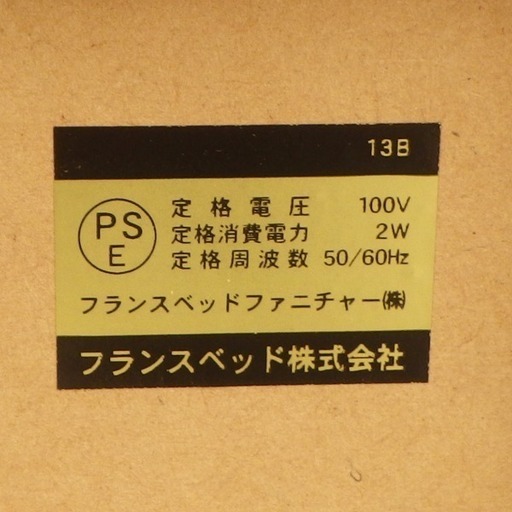 13B
PS
E
定格電圧 100V
定格消費電力 2W
定格周波数 50/60Hz
フランスベッドファニチャー㈱
フランスベッド株式会社